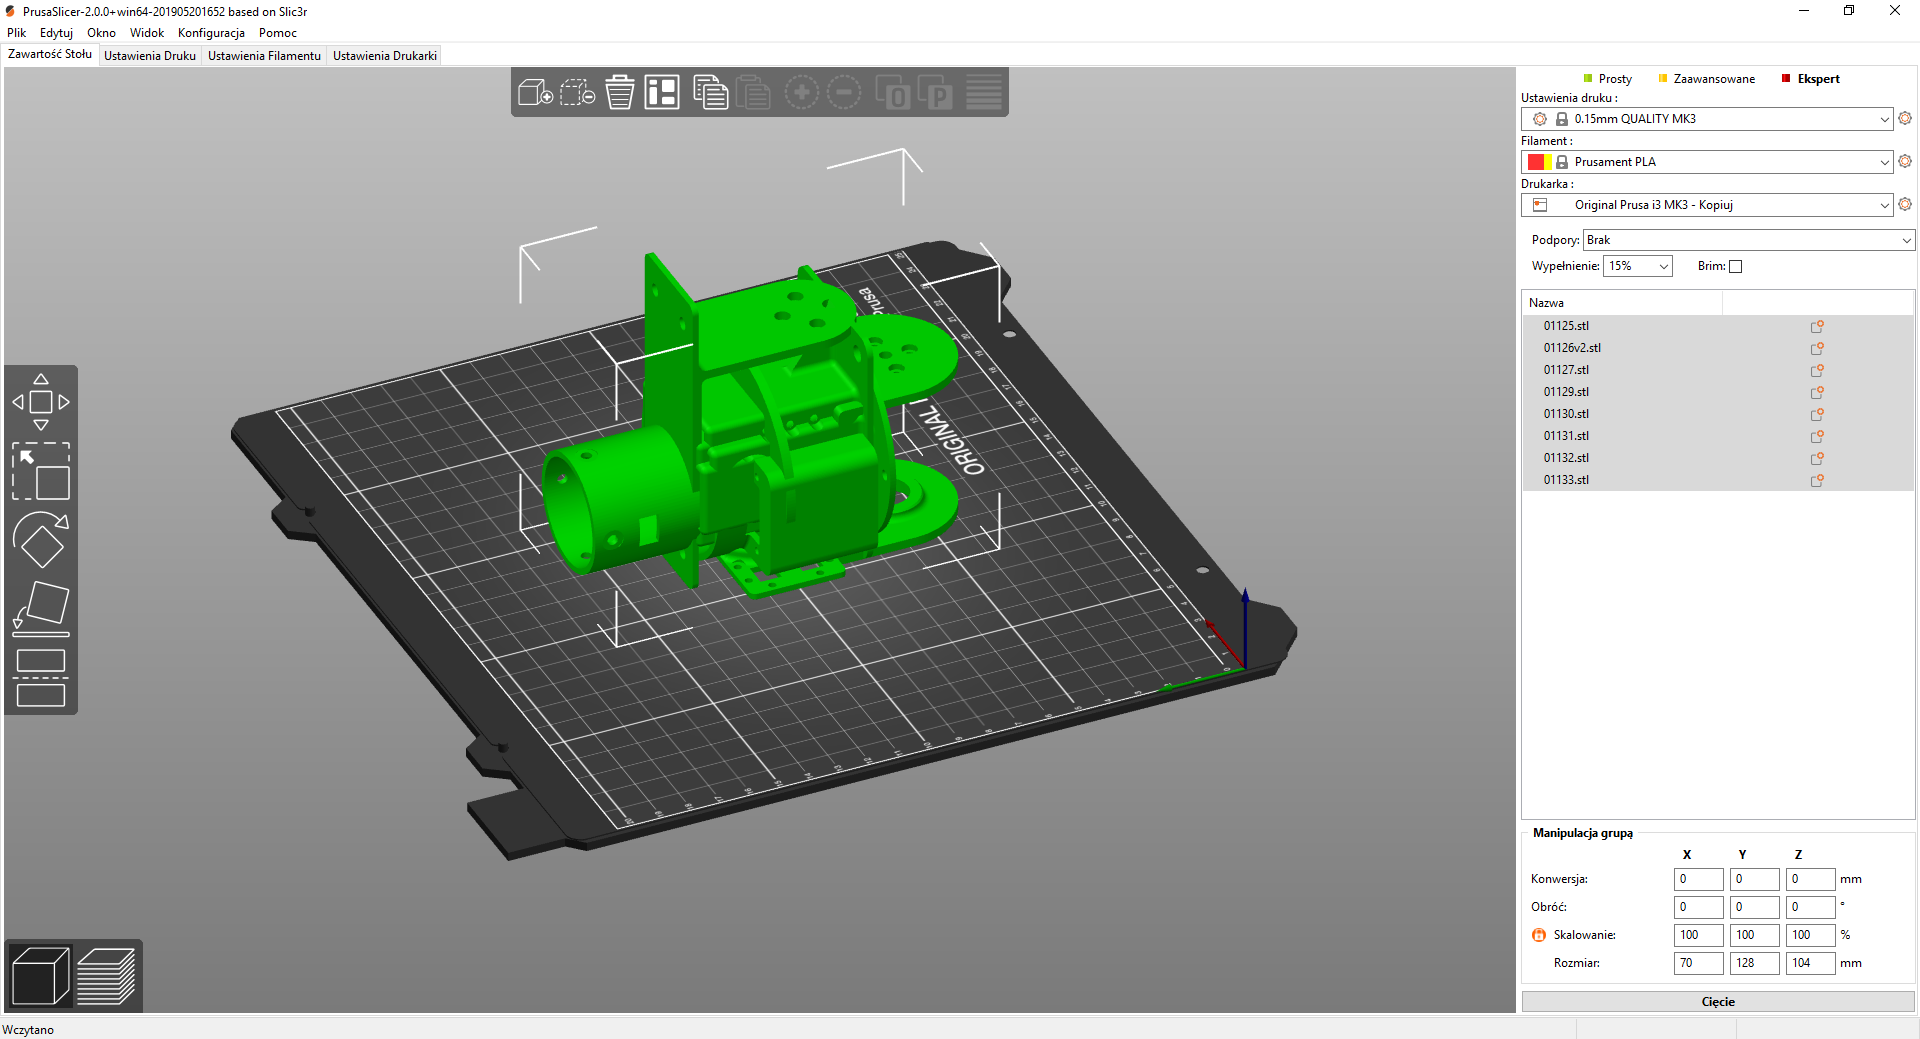 PrusaSlicer-2.0.0+win64-201905201652 based on Slic3r
Plik Edytuj Okno Widok Konfiguracja Pomoc
Zawartość Stołu Ustawienia Druku Ustawienia Filamentu Ustawienia Drukarki
Prosty Zaawansowane Ekspert
Ustawienia druku :
0.15mm QUALITY MK3
Filament :
Prusament PLA
Drukarka :
Original Prusa i3 MK3 - Kopiuj
Podpory: Brak
Wypełnienie: 15% Brim:
Nazwa
01125.stl
01126v2.stl
01127.stl
01129.stl
01130.stl
01131.stl
01132.stl
01133.stl
O P
Prusa
ORIGINAL
Manipulacja grupą
X Y Z
Konwersja: 0 0 0 mm
Obróć: 0 0 0 °
Skalowanie: 100 100 100 %
Rozmiar: 70 128 104 mm
Cięcie
Wczytano